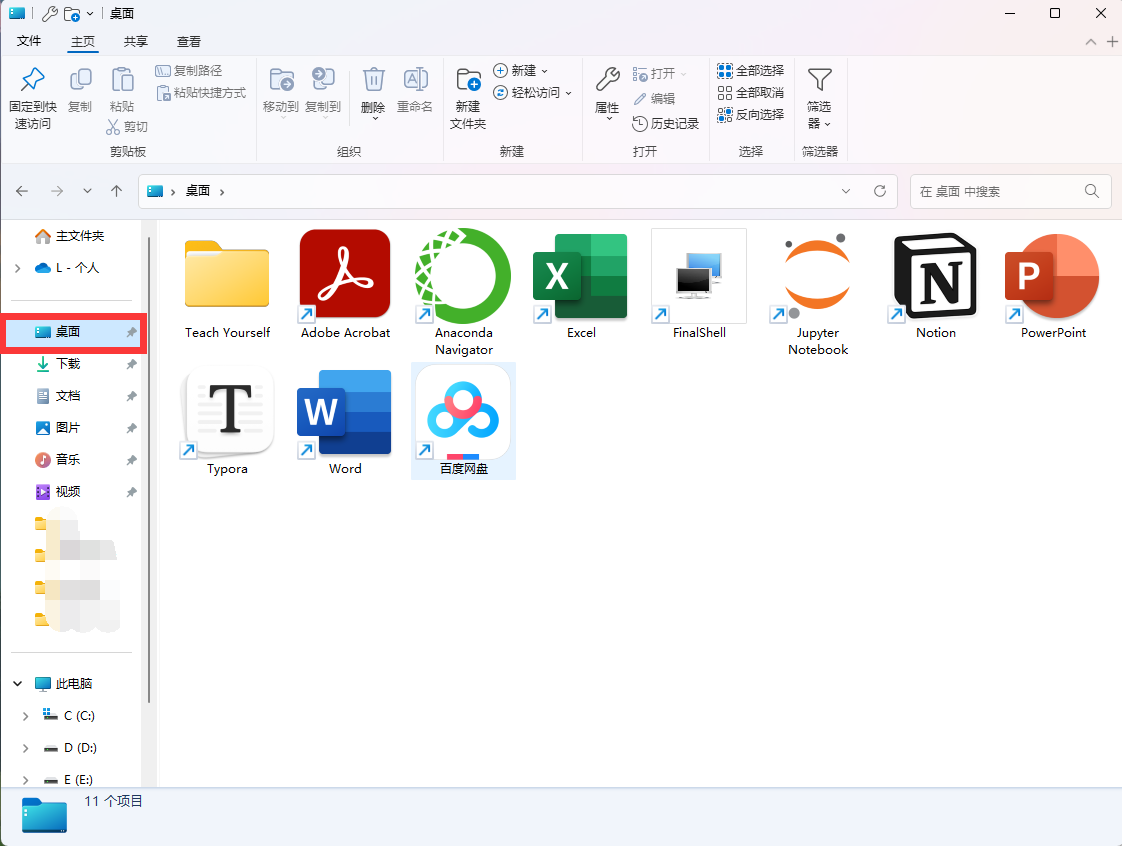 桌面
文件 主页 共享 查看
固定到快速访问
复制
粘贴
复制路径
粘贴快捷方式
剪切
剪贴板
移动到 复制到
删除
重命名
组织
新建
文件夹
新建
轻松访问
新建
属性
打开
编辑
历史记录
打开
全部选择
全部取消
反向选择
选择
筛选器
筛选器
桌面
在 桌面 中搜索
主文件夹
L - 个人
桌面
下载
文档
图片
音乐
视频
此电脑
C (C:)
D (D:)
E (E:)
Teach Yourself
Adobe Acrobat
Anaconda
Navigator
X
Excel
FinalShell
Jupyter
Notebook
N
Notion
P
PowerPoint
T
Typora
W
Word
百度网盘
11 个项目